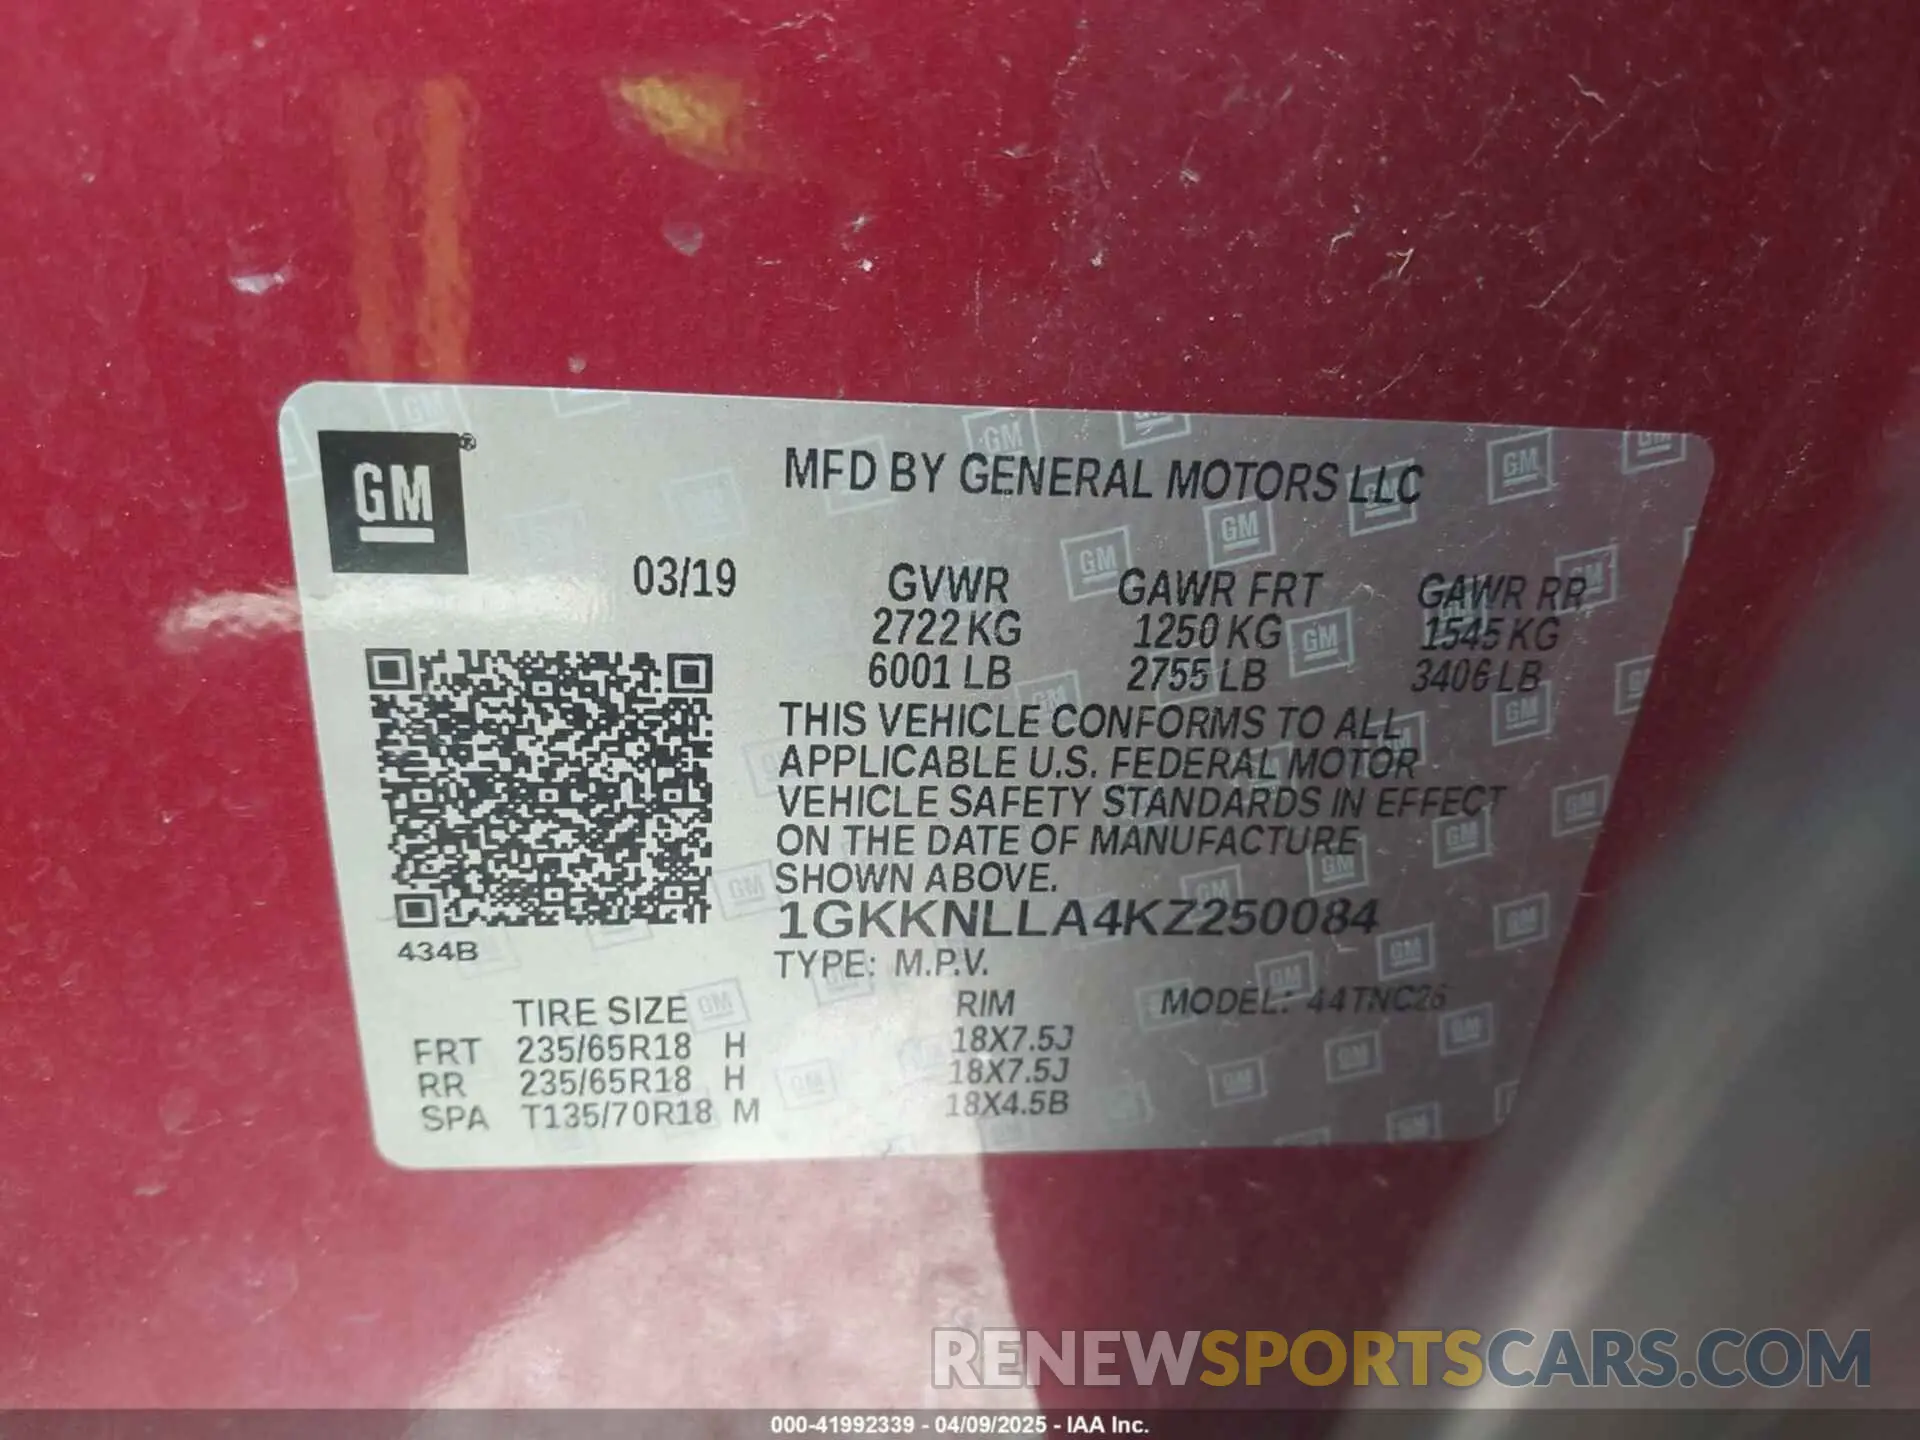 GM ®
MFD BY GENERAL MOTORS LLC
03/19
GVWR GAWR FRT GAWR RR
2722 KG 1250 KG 1545 KG
6001 LB 2755 LB 3406 LB
THIS VEHICLE CONFORMS TO ALL
APPLICABLE U.S. FEDERAL MOTOR
VEHICLE SAFETY STANDARDS IN EFFECT
ON THE DATE OF MANUFACTURE
SHOWN ABOVE.
1GKKNLLA4KZ250084
434B
TYPE: M.P.V.
TIRE SIZE RIM MODEL: 44TNC26
FRT 235/65R18 H 18X7.5J
RR 235/65R18 H 18X7.5J
SPA T135/70R18 M 18X4.5B
RENEWSPORTSCARS.COM
000-41992339 - 04/09/2025 - IAA Inc.